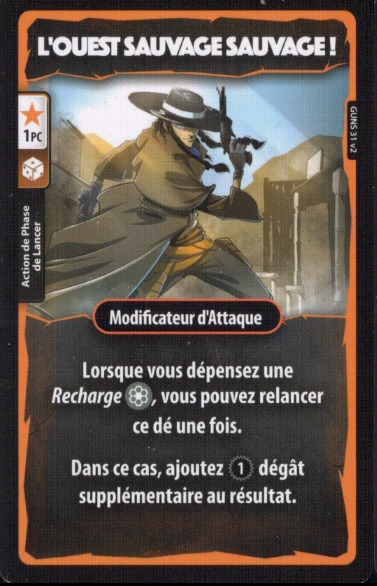 L'OUEST SAUVAGE SAUVAGE !
1PC
Action de Phase
de Lancer
GUNS 31 v2
Modificateur d'Attaque
Lorsque vous dépensez une
Recharge , vous pouvez relancer
ce dé une fois.
Dans ce cas, ajoutez 1 dégât
supplémentaire au résultat.